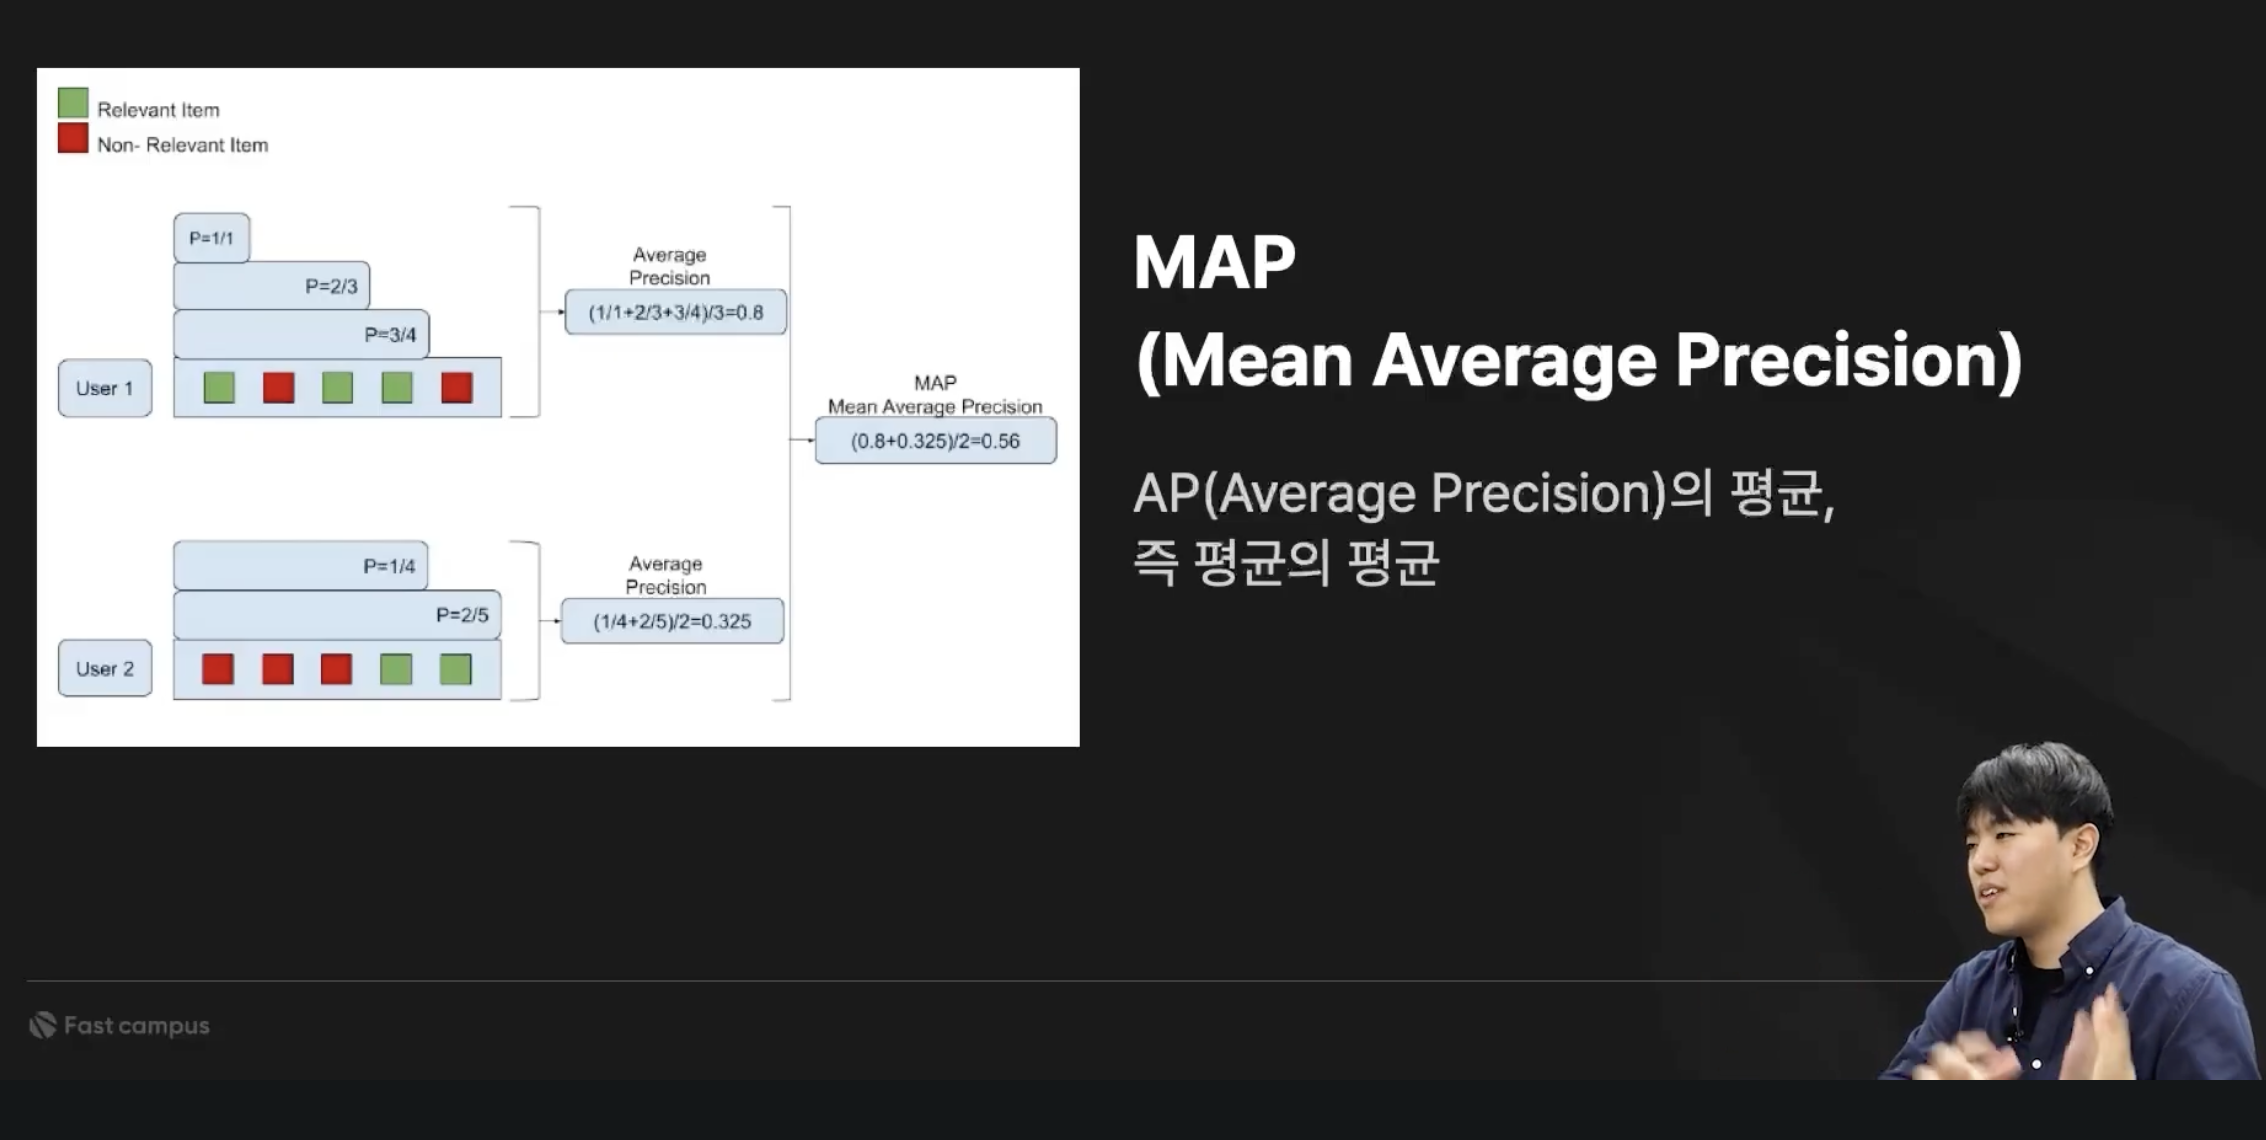 Relevant Item
Non- Relevant Item
P=1/1
P=2/3
P=3/4
User 1
Average
Precision
(1/1+2/3+3/4)/3=0.8
MAP
Mean Average Precision
(0.8+0.325)/2=0.56
P=1/4
P=2/5
User 2
Average
Precision
(1/4+2/5)/2=0.325
MAP
(Mean Average Precision)
AP(Average Precision)의 평균,
즉 평균의 평균
Fast campus